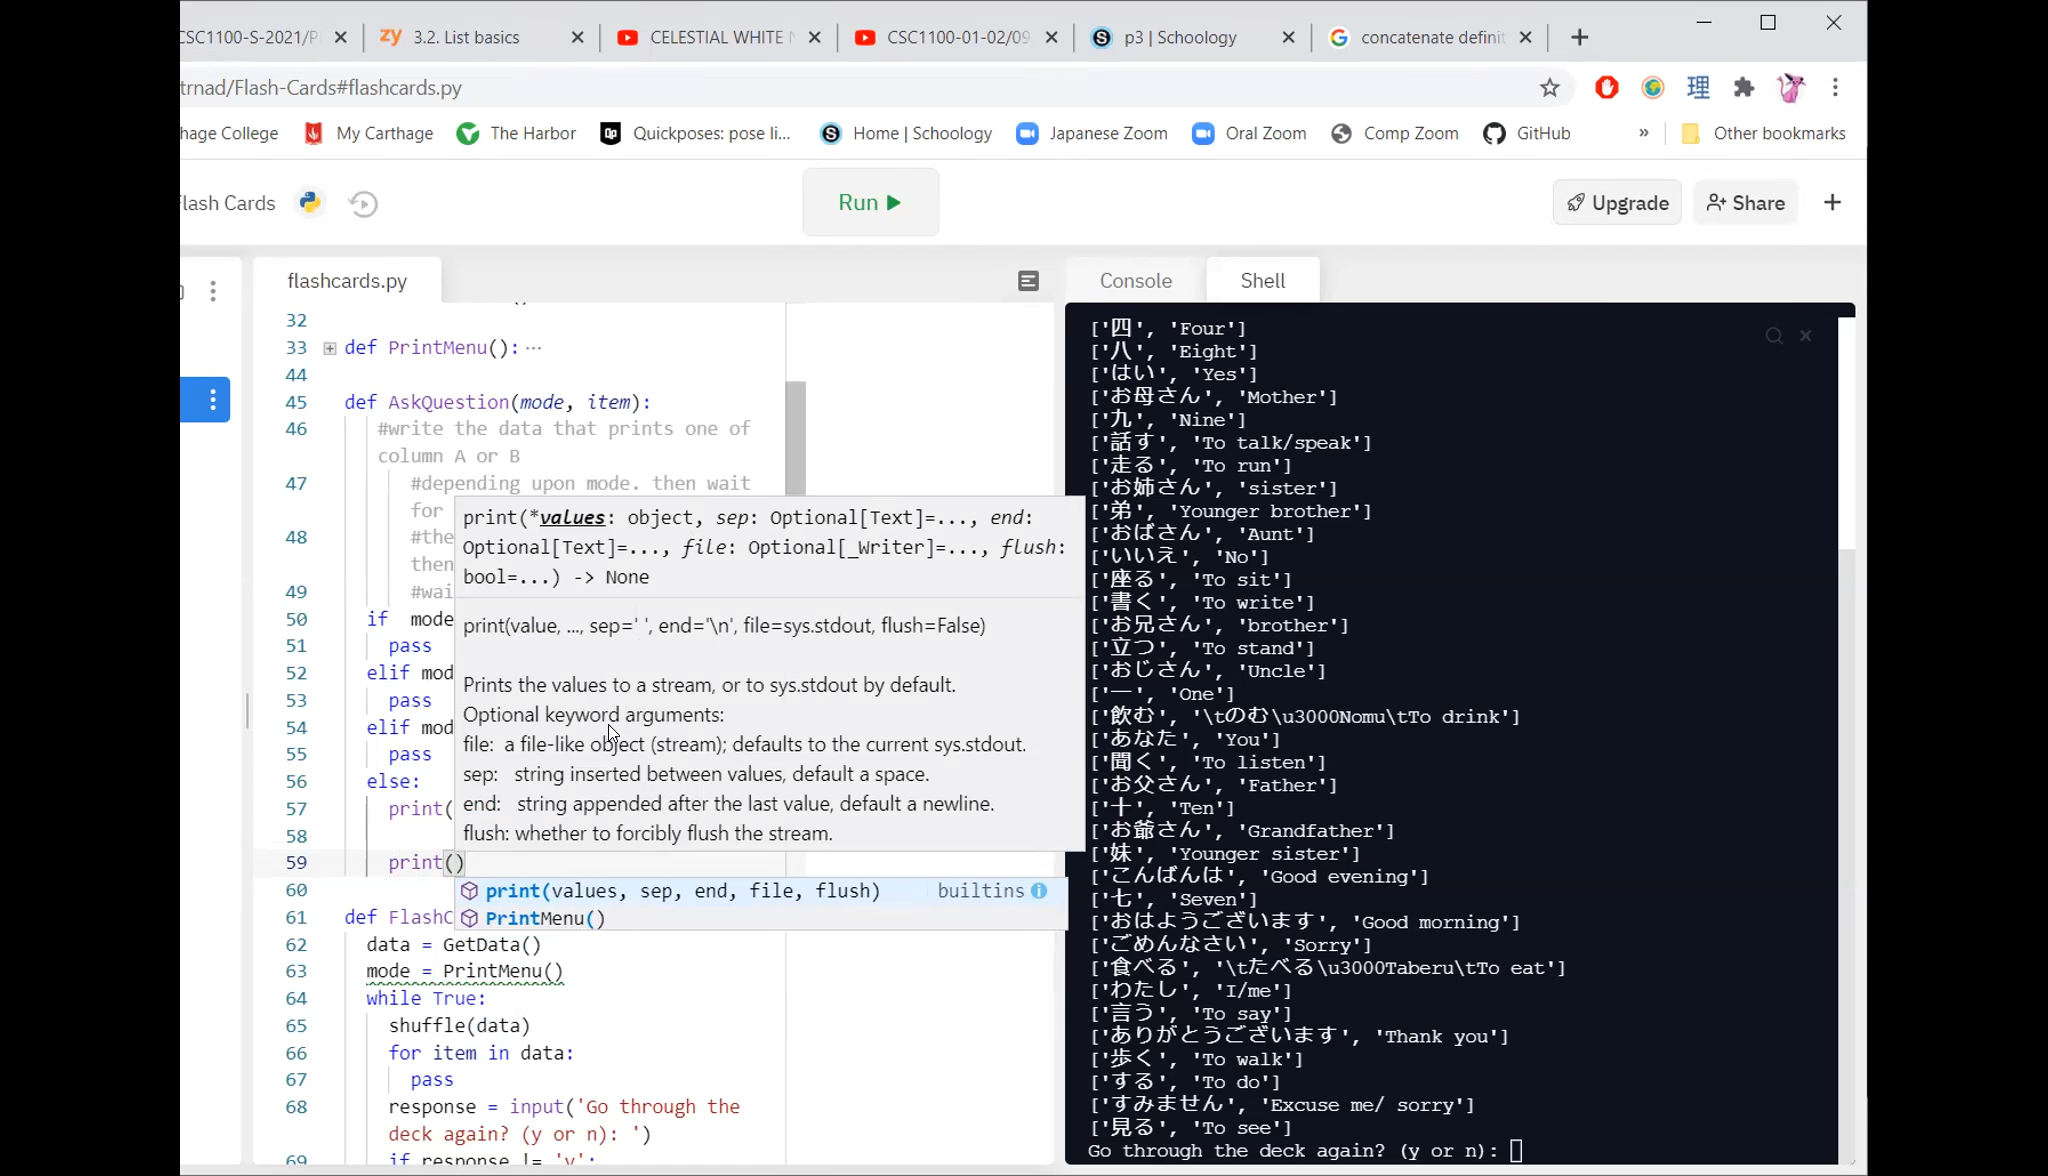 CSC1100-S-2021/P
3.2. List basics
CELESTIAL WHITE N
CSC1100-01-02/09
p3 | Schoology
concatenate definit
trnad/Flash-Cards#flashcards.py
hage College
My Carthage
The Harbor
Quickposes: pose li...
Home | Schoology
Japanese Zoom
Oral Zoom
Comp Zoom
GitHub
»
Other bookmarks
Flash Cards
Run
Upgrade
Share
flashcards.py
Console
Shell
32
33 def PrintMenu():...
44
45 def AskQuestion(mode, item):
46 #write the data that prints one of
column A or B
47 #depending upon mode. then wait
for
48 #the
then
49 #wai
50 if mode
51 pass
52 elif mod
53 pass
54 elif mod
55 pass
56 else:
57 print(
58
59 print()
60
61 def FlashC
62 data = GetData()
63 mode = PrintMenu()
64 while True:
65 shuffle(data)
66 for item in data:
67 pass
68 response = input('Go through the
deck again? (y or n): ')
69 if response != 'y':
print(*values: object, sep: Optional[Text]=..., end:
Optional[Text]=..., file: Optional[_Writer]=..., flush:
bool=...) -> None
print(value, ..., sep=' ', end='\n', file=sys.stdout, flush=False)
Prints the values to a stream, or to sys.stdout by default.
Optional keyword arguments:
file: a file-like object (stream); defaults to the current sys.stdout.
sep: string inserted between values, default a space.
end: string appended after the last value, default a newline.
flush: whether to forcibly flush the stream.
print(values, sep, end, file, flush) builtins
PrintMenu()
['四', 'Four']
['八', 'Eight']
['はい', 'Yes']
['お母さん', 'Mother']
['九', 'Nine']
['話す', 'To talk/speak']
['走る', 'To run']
['お姉さん', 'sister']
['弟', 'Younger brother']
['おばさん', 'Aunt']
['いいえ', 'No']
['座る', 'To sit']
['書く', 'To write']
['お兄さん', 'brother']
['立つ', 'To stand']
['おじさん', 'Uncle']
['一', 'One']
['飲む', '\tのむ\u3000Nomu\tTo drink']
['あなた', 'You']
['聞く', 'To listen']
['お父さん', 'Father']
['十', 'Ten']
['お爺さん', 'Grandfather']
['妹', 'Younger sister']
['こんばんは', 'Good evening']
['七', 'Seven']
['おはようございます', 'Good morning']
['ごめんなさい', 'Sorry']
['食べる', '\tたべる\u3000Taberu\tTo eat']
['わたし', 'I/me']
['言う', 'To say']
['ありがとうございます', 'Thank you']
['歩く', 'To walk']
['する', 'To do']
['すみません', 'Excuse me/ sorry']
['見る', 'To see']
Go through the deck again? (y or n):